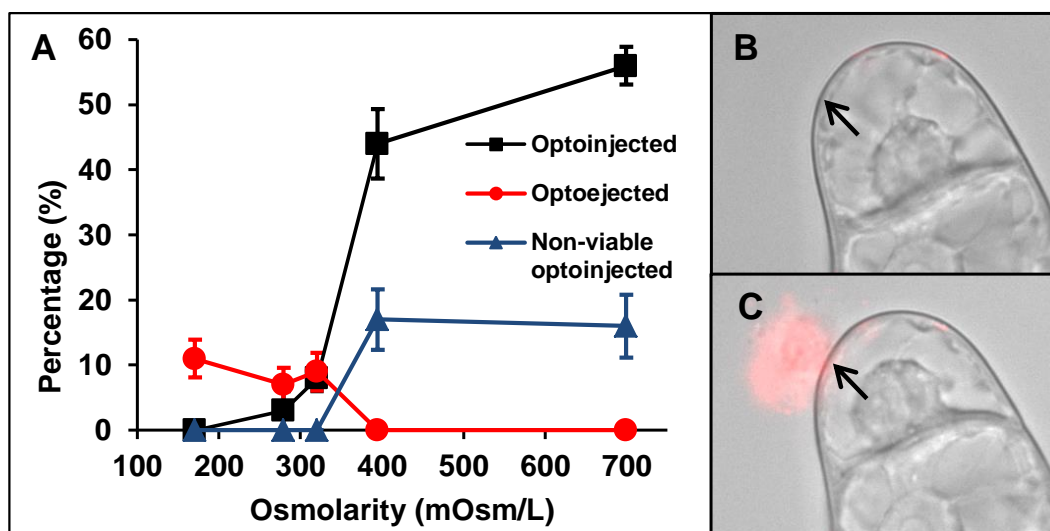 A
60
50
40
30
20
10
0
Percentage (%)
100 200 300 400 500 600 700
Osmolarity (mOsm/L)
Optoinjected
Optoejected
Non-viable
optoinjected
B
C